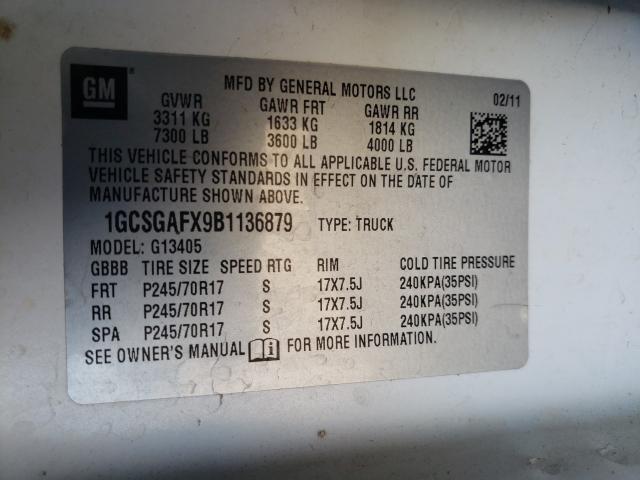 GM
MFD BY GENERAL MOTORS LLC
02/11
GVWR GAWR FRT GAWR RR
3311 KG 1633 KG 1814 KG
7300 LB 3600 LB 4000 LB
THIS VEHICLE CONFORMS TO ALL APPLICABLE U.S. FEDERAL MOTOR
VEHICLE SAFETY STANDARDS IN EFFECT ON THE DATE OF
MANUFACTURE SHOWN ABOVE.
1GCSGAFX9B1136879 TYPE: TRUCK
MODEL: G13405
GBBB TIRE SIZE SPEED RTG RIM COLD TIRE PRESSURE
FRT P245/70R17 S 17X7.5J 240KPA(35PSI)
RR P245/70R17 S 17X7.5J 240KPA(35PSI)
SPA P245/70R17 S 17X7.5J 240KPA(35PSI)
SEE OWNER'S MANUAL FOR MORE INFORMATION.